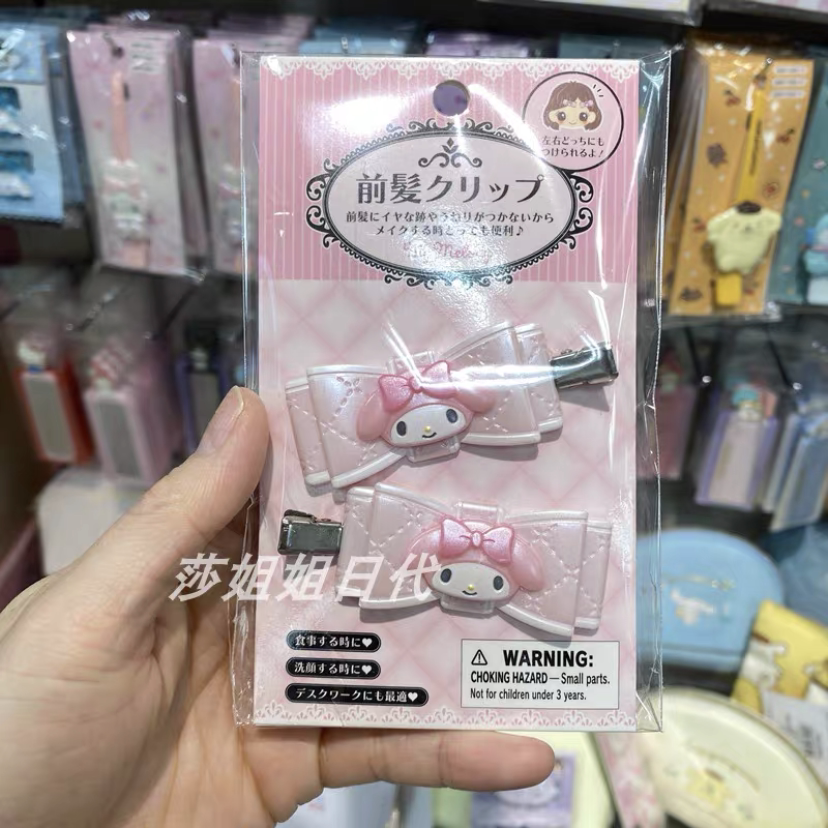 左右どっちにも
つけられるよ!
前髪クリップ
前髪にイヤな跡やうねりがつかないから
メイクする時とっても便利♪
My Melody
莎姐姐日代
食事する時に♥
洗顔する時に♥
デスクワークにも最適♥
⚠ WARNING:
CHOKING HAZARD — Small parts.
Not for children under 3 years.